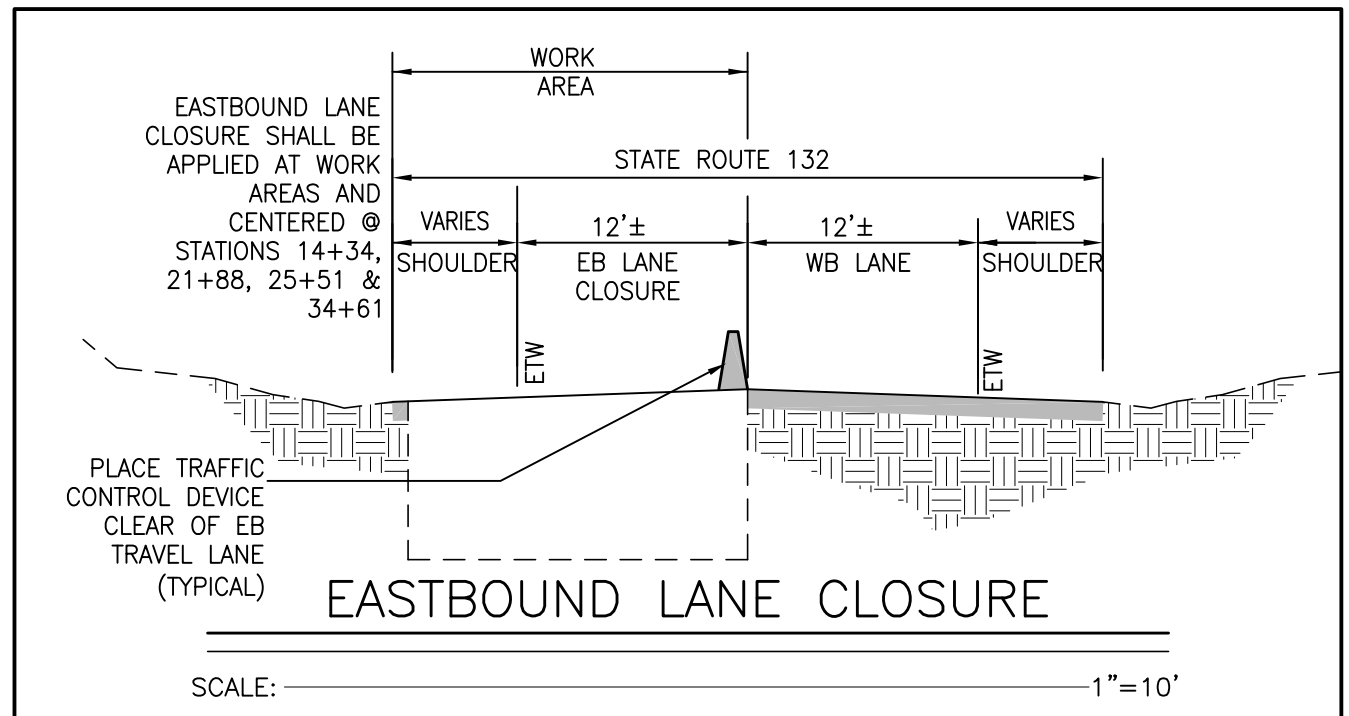 WORK
AREA
EASTBOUND LANE
CLOSURE SHALL BE
APPLIED AT WORK
AREAS AND
CENTERED @
STATIONS 14+34,
21+88, 25+51 &
34+61
STATE ROUTE 132
VARIES
SHOULDER
12'±
EB LANE
CLOSURE
12'±
WB LANE
VARIES
SHOULDER
ETW
ETW
PLACE TRAFFIC
CONTROL DEVICE
CLEAR OF EB
TRAVEL LANE
(TYPICAL)
EASTBOUND LANE CLOSURE
SCALE: 1"=10'